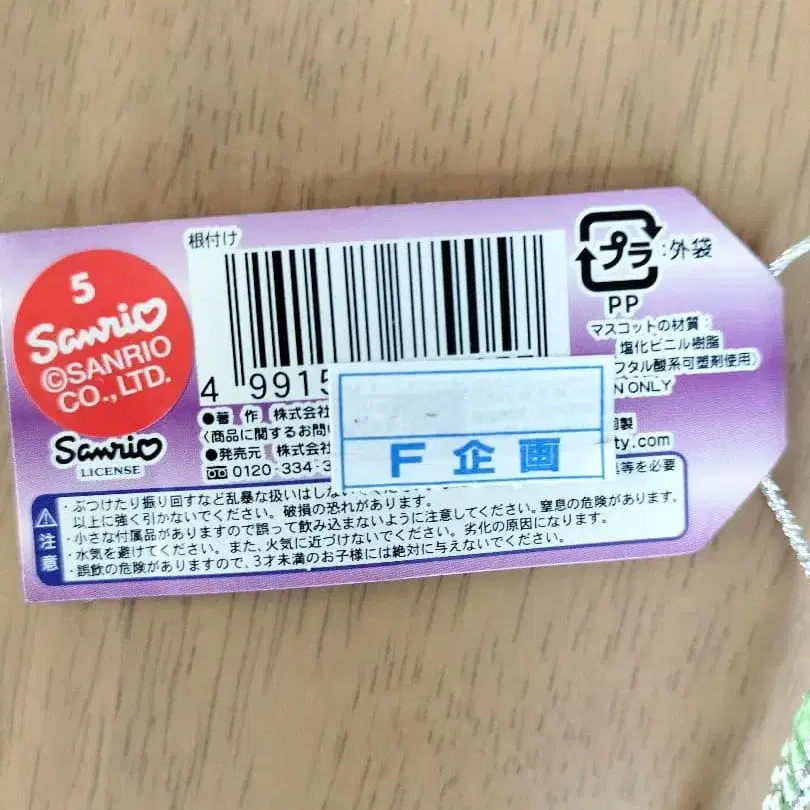 根付け
5
Sanrio
©SANRIO
CO., LTD.
Sanrio
LICENSE
4 9915
プラ
:外袋
PP
マスコットの材質:
塩化ビニル樹脂
フタル酸系可塑剤使用)
N ONLY
●著 作 株式会社
〈商品に関するお問い
●発売元 株式会社
0120-334-3
製
ty.com
具等を必要
F 企 画
注意
・ぶつけたり振り回すなど乱暴な扱いはしないでください。
以上に強く引かないでください。破損の恐れがあります。
・小さな付属品がありますので誤って飲み込まないように注意してください。窒息の危険があります。
・水気を避けてください。また、火気に近づけないでください。劣化の原因になります。
・誤飲の危険がありますので、3才未満のお子様には絶対に与えないでください。